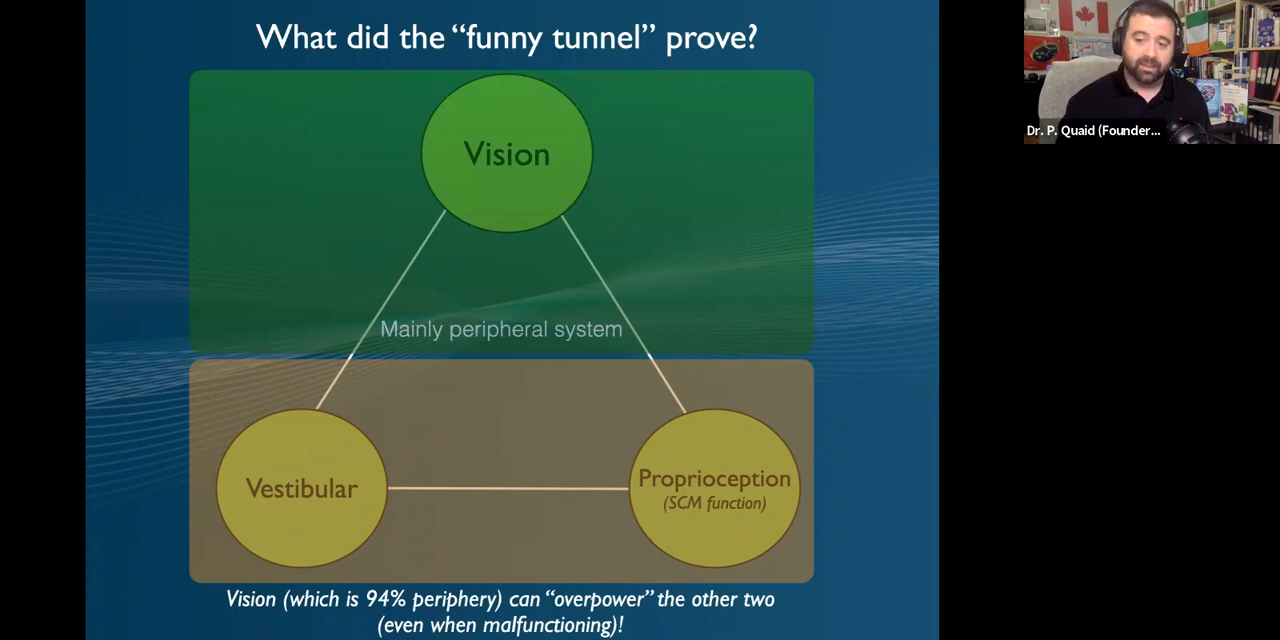 What did the “funny tunnel” prove?
Vision
Mainly peripheral system
Vestibular
Proprioception
(SCM function)
Vision (which is 94% periphery) can “overpower” the other two
(even when malfunctioning)!
Dr. P. Quaid (Founder...